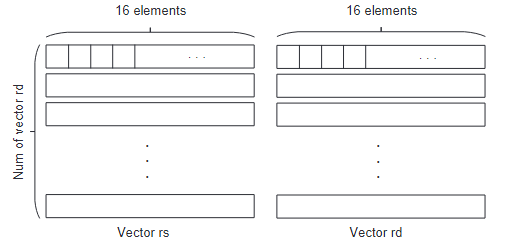 16 elements
16 elements
. . .
. . .
Num of vector rd
Vector rs
Vector rd